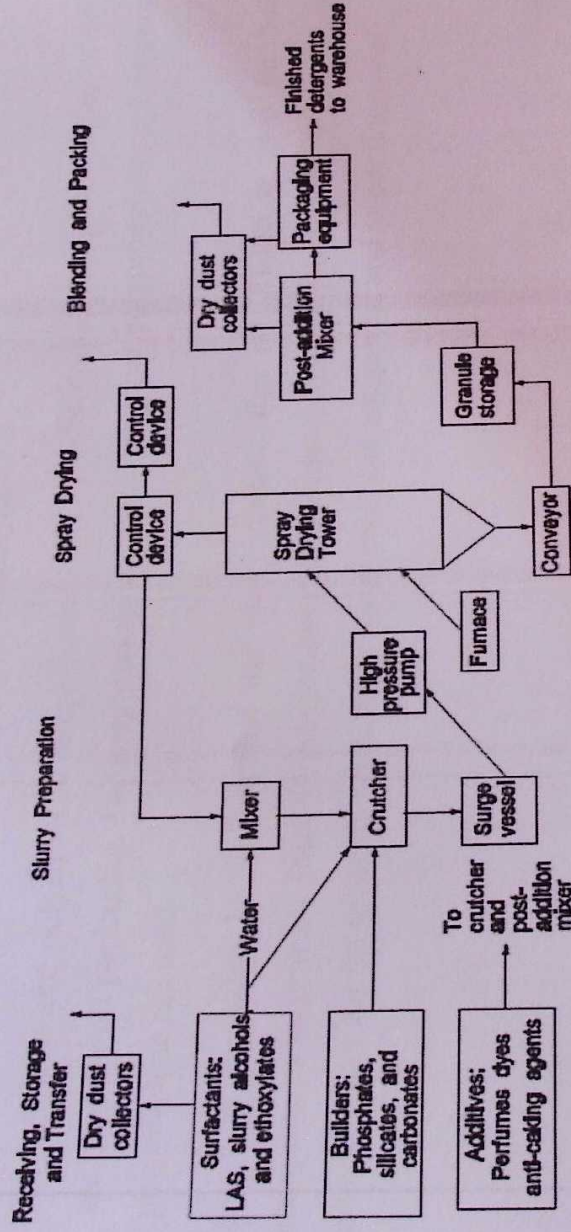 Receiving, Storage
and Transfer
Slurry Preparation
Spray Drying
Blending and Packing
Dry dust
collectors
Surfactants:
LAS, slurry alcohols
and ethoxylates
Water
Builders:
Phosphates,
silicates, and
carbonates
Additives:
Perfumes dyes
anti-caking agents
To
crutcher
and
post-
addition
mixer
Mixer
Crutcher
Surge
vessel
High
pressure
pump
Furnace
Control
device
Control
device
Spray
Drying
Tower
Conveyor
Granule
storage
Post-addition
Mixer
Dry dust
collectors
Packaging
equipment
Finished
detergents
to warehouse